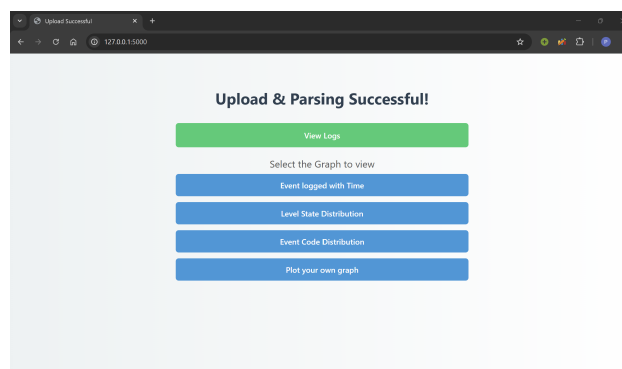 Upload Successful
127.0.0.1:5000
P
Upload & Parsing Successful!
View Logs
Select the Graph to view
Event logged with Time
Level State Distribution
Event Code Distribution
Plot your own graph